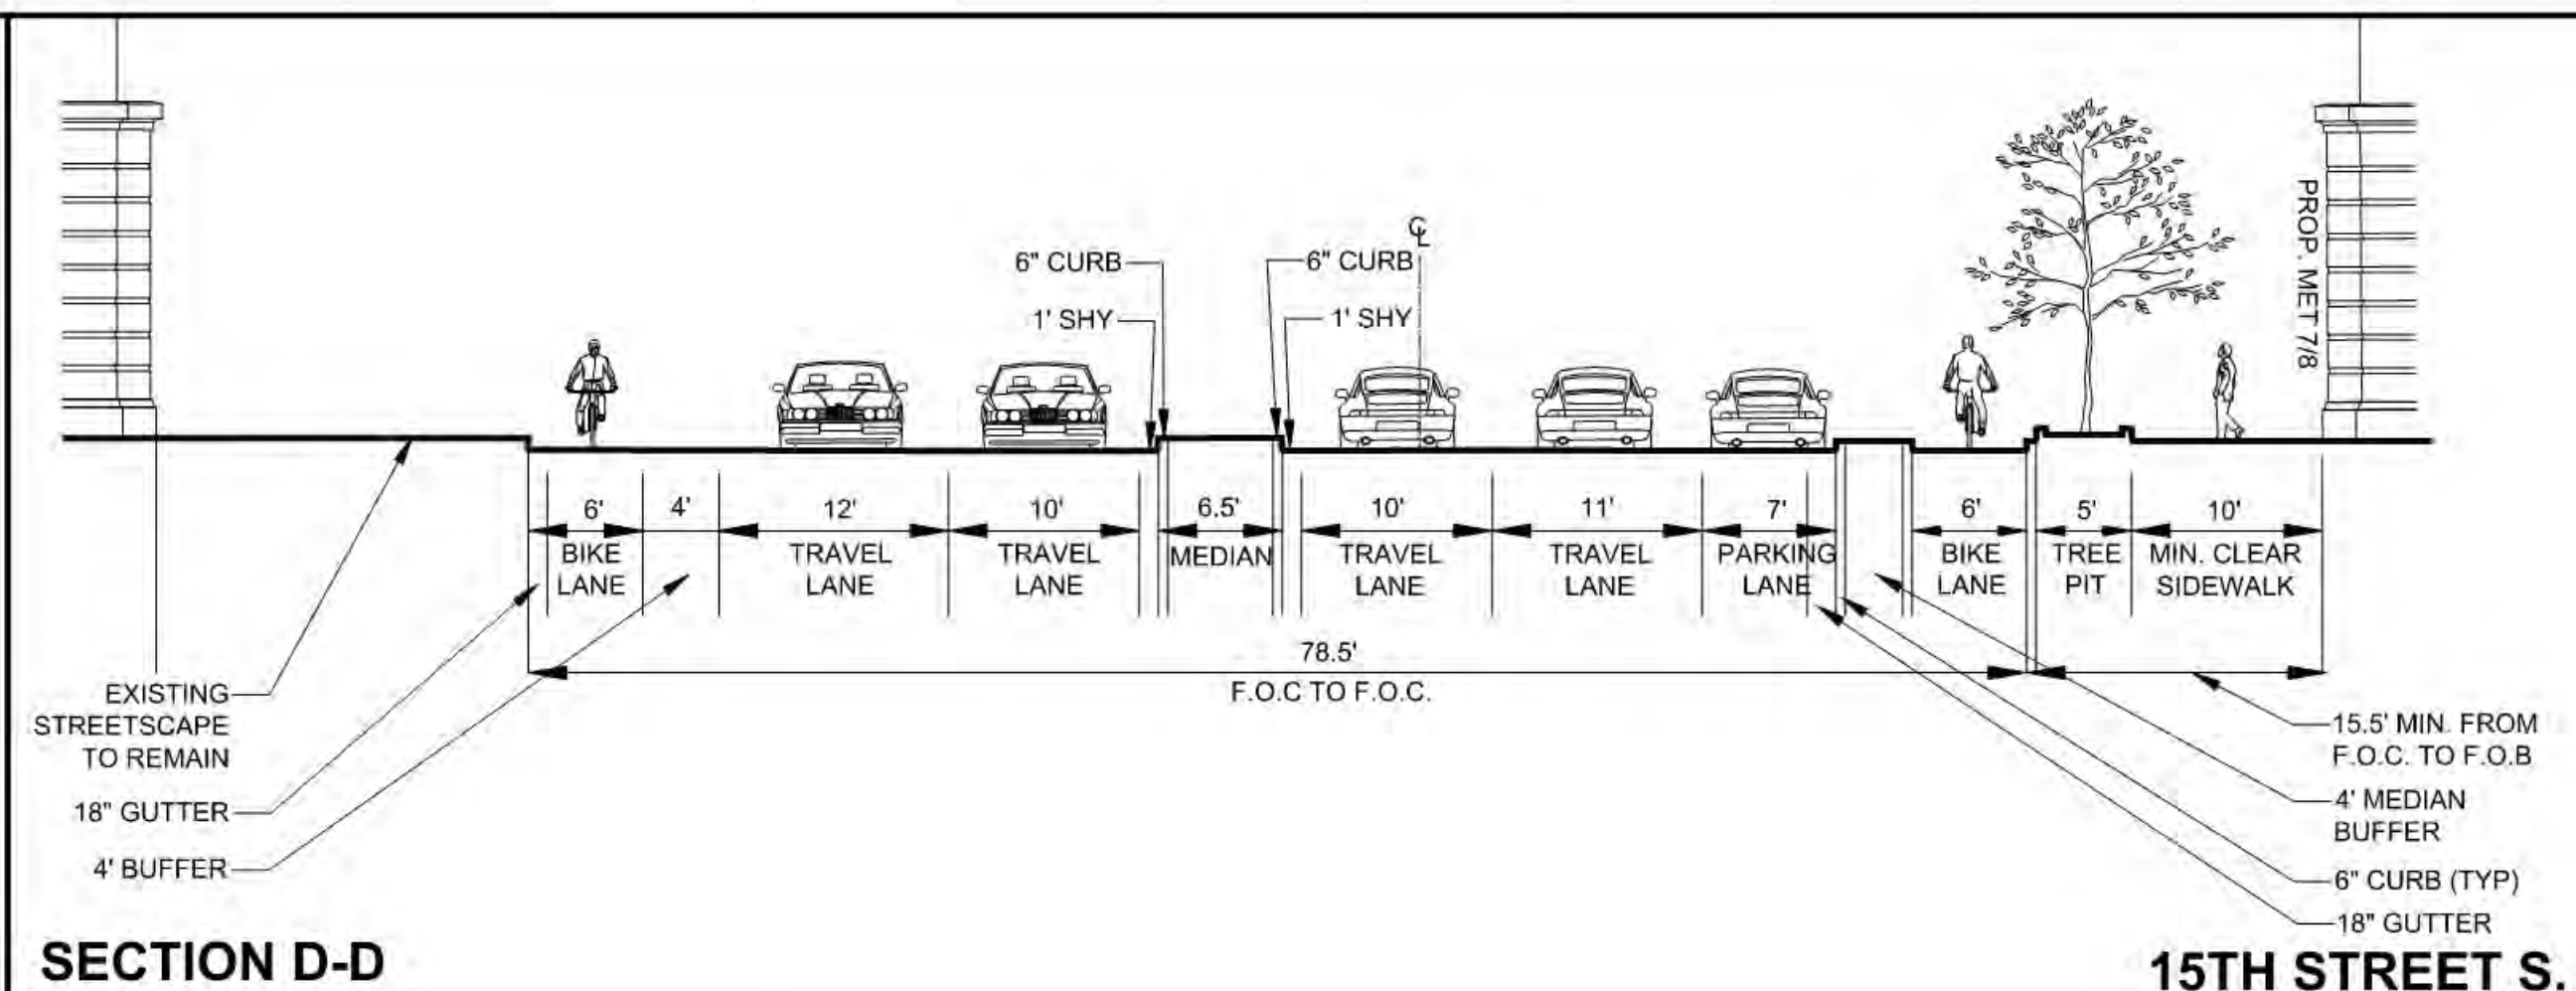 PROP. MET 7/8
℄
6" CURB
6" CURB
1' SHY
1' SHY
6'
4'
12'
10'
6.5'
10'
11'
7'
6'
5'
10'
BIKE
LANE
TRAVEL
LANE
TRAVEL
LANE
MEDIAN
TRAVEL
LANE
TRAVEL
LANE
PARKING
LANE
BIKE
LANE
TREE
PIT
MIN. CLEAR
SIDEWALK
78.5'
F.O.C TO F.O.C.
EXISTING
STREETSCAPE
TO REMAIN
18" GUTTER
4' BUFFER
15.5' MIN. FROM
F.O.C. TO F.O.B
4' MEDIAN
BUFFER
6" CURB (TYP)
18" GUTTER
SECTION D-D
15TH STREET S.